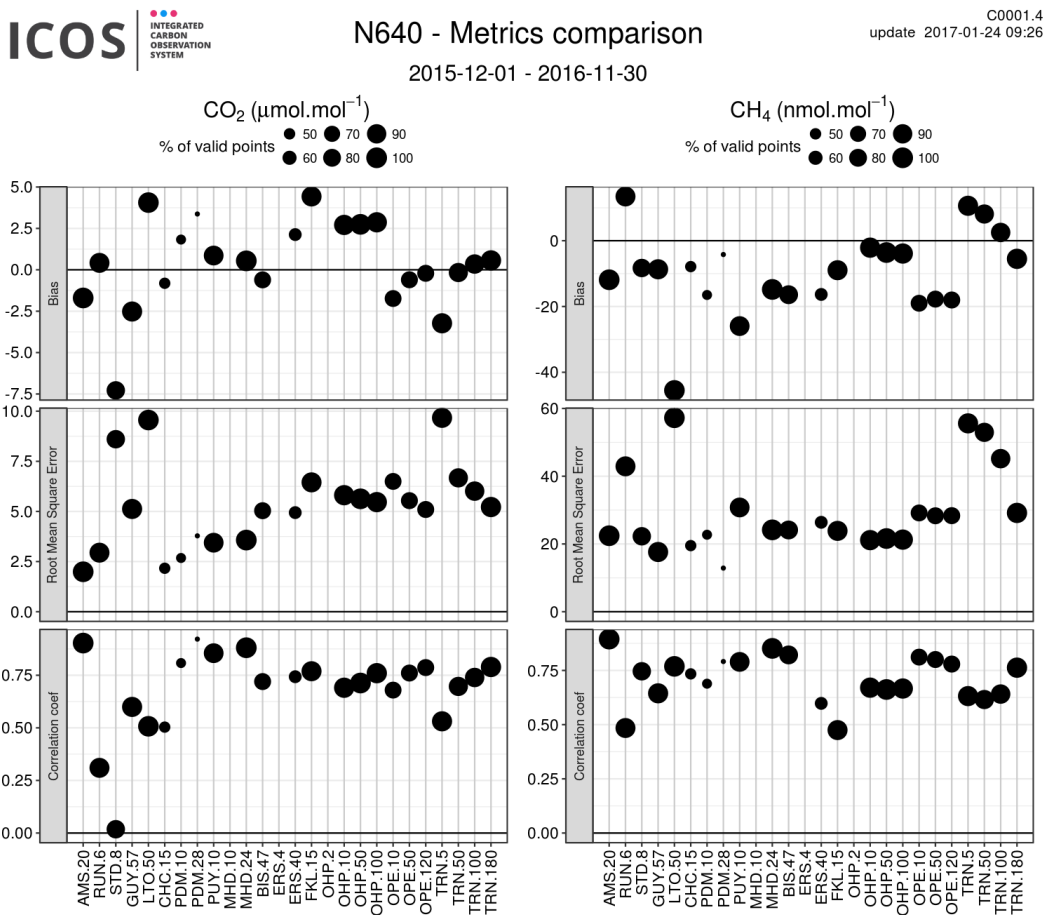 ICOS
INTEGRATED
CARBON
OBSERVATION
SYSTEM
N640 - Metrics comparison
2015-12-01 - 2016-11-30
C0001.4
update 2017-01-24 09:26
CO₂ (μmol.mol⁻¹)
% of valid points
50 70 90
60 80 100
CH₄ (nmol.mol⁻¹)
% of valid points
50 70 90
60 80 100
Bias
5.0
2.5
0.0
-2.5
-5.0
-7.5
Root Mean Square Error
10.0
7.5
5.0
2.5
0.0
Correlation coef
0.75
0.50
0.25
0.00
AMS.20
RUN.6
STD.8
GUY.57
LTO.50
CHC.15
PDM.10
PDM.28
PUY.10
MHD.10
MHD.24
BIS.47
ERS.4
ERS.40
FKL.15
OHP.2
OHP.10
OHP.50
OHP.100
OPE.10
OPE.50
OPE.120
TRN.5
TRN.50
TRN.100
TRN.180
Bias
0
-20
-40
Root Mean Square Error
60
40
20
0
Correlation coef
0.75
0.50
0.25
0.00
AMS.20
RUN.6
STD.8
GUY.57
LTO.50
CHC.15
PDM.10
PDM.28
PUY.10
MHD.10
MHD.24
BIS.47
ERS.4
ERS.40
FKL.15
OHP.2
OHP.10
OHP.50
OHP.100
OPE.10
OPE.50
OPE.120
TRN.5
TRN.50
TRN.100
TRN.180